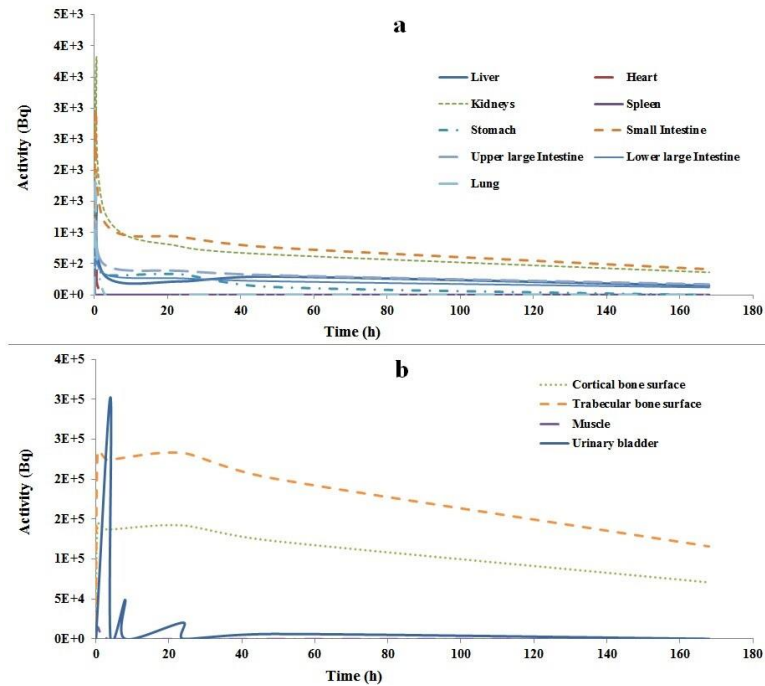 a
5E+3
5E+3
4E+3
4E+3
3E+3
3E+3
2E+3
2E+3
1E+3
5E+2
0E+0
Activity (Bq)
Liver
Heart
Kidneys
Spleen
Stomach
Small Intestine
Upper large Intestine
Lower large Intestine
Lung
0 20 40 60 80 100 120 140 160 180
Time (h)
b
4E+5
3E+5
3E+5
2E+5
2E+5
1E+5
5E+4
0E+0
Activity (Bq)
Cortical bone surface
Trabecular bone surface
Muscle
Urinary bladder
0 20 40 60 80 100 120 140 160 180
Time (h)